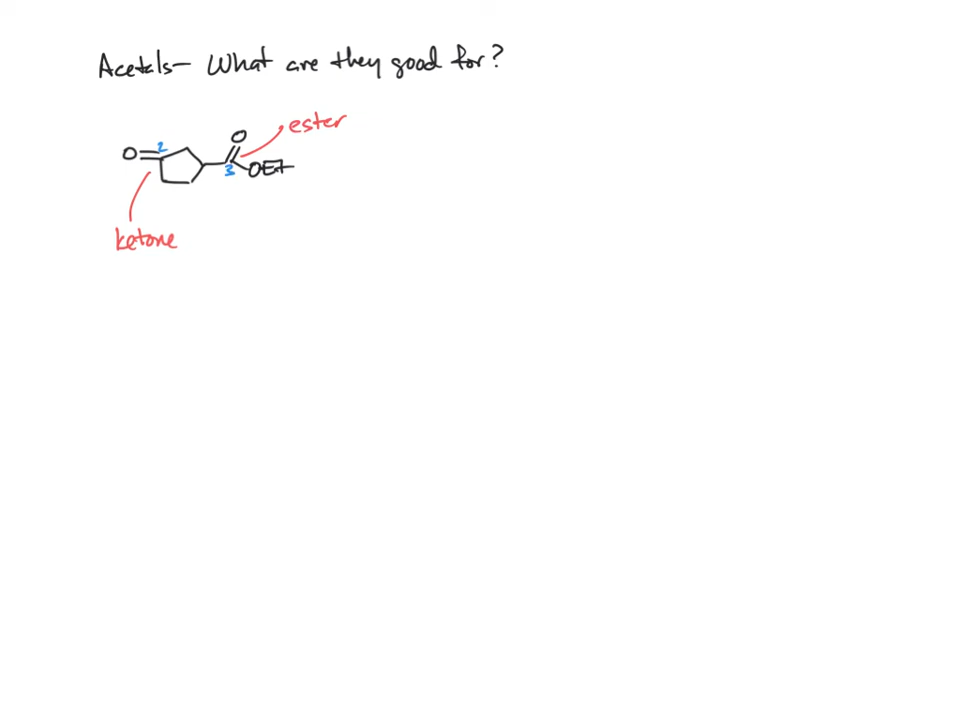 Acetals— What are they good for?
ester
O
O 2
3 OEt
ketone